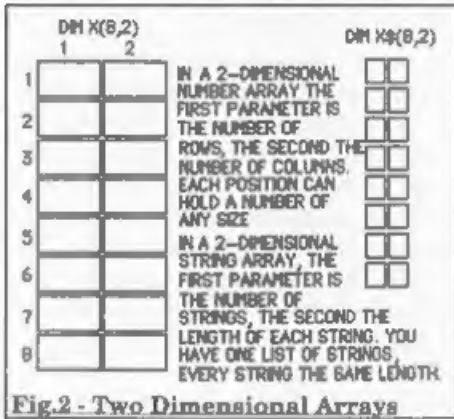 DIM X(8,2)
1 2
DIM X$(8,2)
1
2
3
4
5
6
7
8
IN A 2-DIMENSIONAL
NUMBER ARRAY THE
FIRST PARAMETER IS
THE NUMBER OF
ROWS, THE SECOND THE
NUMBER OF COLUMNS.
EACH POSITION CAN
HOLD A NUMBER OF
ANY SIZE
IN A 2-DIMENSIONAL
STRING ARRAY, THE
FIRST PARAMETER IS
THE NUMBER OF
STRINGS, THE SECOND THE
LENGTH OF EACH STRING. YOU
HAVE ONE LIST OF STRINGS,
EVERY STRING THE SAME LENGTH.
Fig.2 - Two Dimensional Arrays